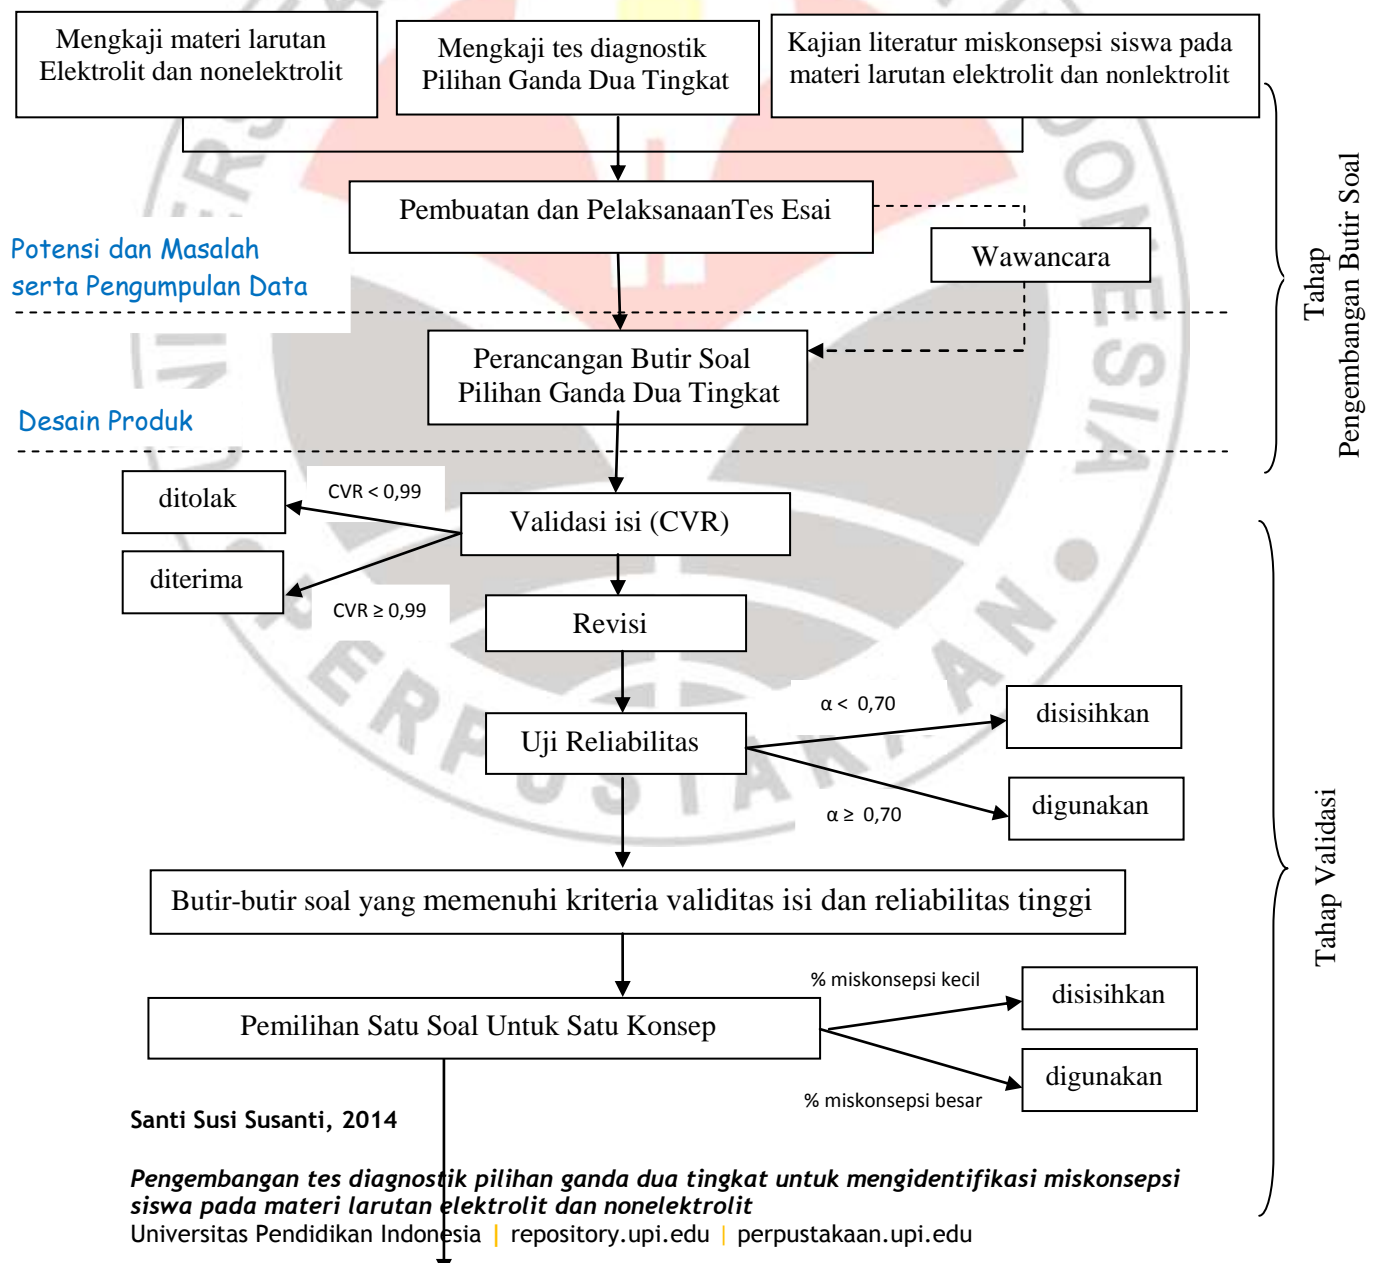 Mengkaji materi larutan
Elektrolit dan nonelektrolit
Mengkaji tes diagnostik
Pilihan Ganda Dua Tingkat
Kajian literatur miskonsepsi siswa pada
materi larutan elektrolit dan nonlektrolit
Pembuatan dan PelaksanaanTes Esai
Wawancara
Potensi dan Masalah
serta Pengumpulan Data
Tahap
Pengembangan Butir Soal
Perancangan Butir Soal
Pilihan Ganda Dua Tingkat
Desain Produk
ditolak
CVR < 0,99
Validasi isi (CVR)
diterima
CVR ≥ 0,99
Revisi
α < 0,70
disisihkan
Uji Reliabilitas
α ≥ 0,70
digunakan
Tahap Validasi
Butir-butir soal yang memenuhi kriteria validitas isi dan reliabilitas tinggi
% miskonsepsi kecil
disisihkan
Pemilihan Satu Soal Untuk Satu Konsep
digunakan
% miskonsepsi besar
Santi Susi Susanti, 2014
Pengembangan tes diagnostik pilihan ganda dua tingkat untuk mengidentifikasi miskonsepsi
siswa pada materi larutan elektrolit dan nonelektrolit
Universitas Pendidikan Indonesia | repository.upi.edu | perpustakaan.upi.edu
PERPUSTAKAAN